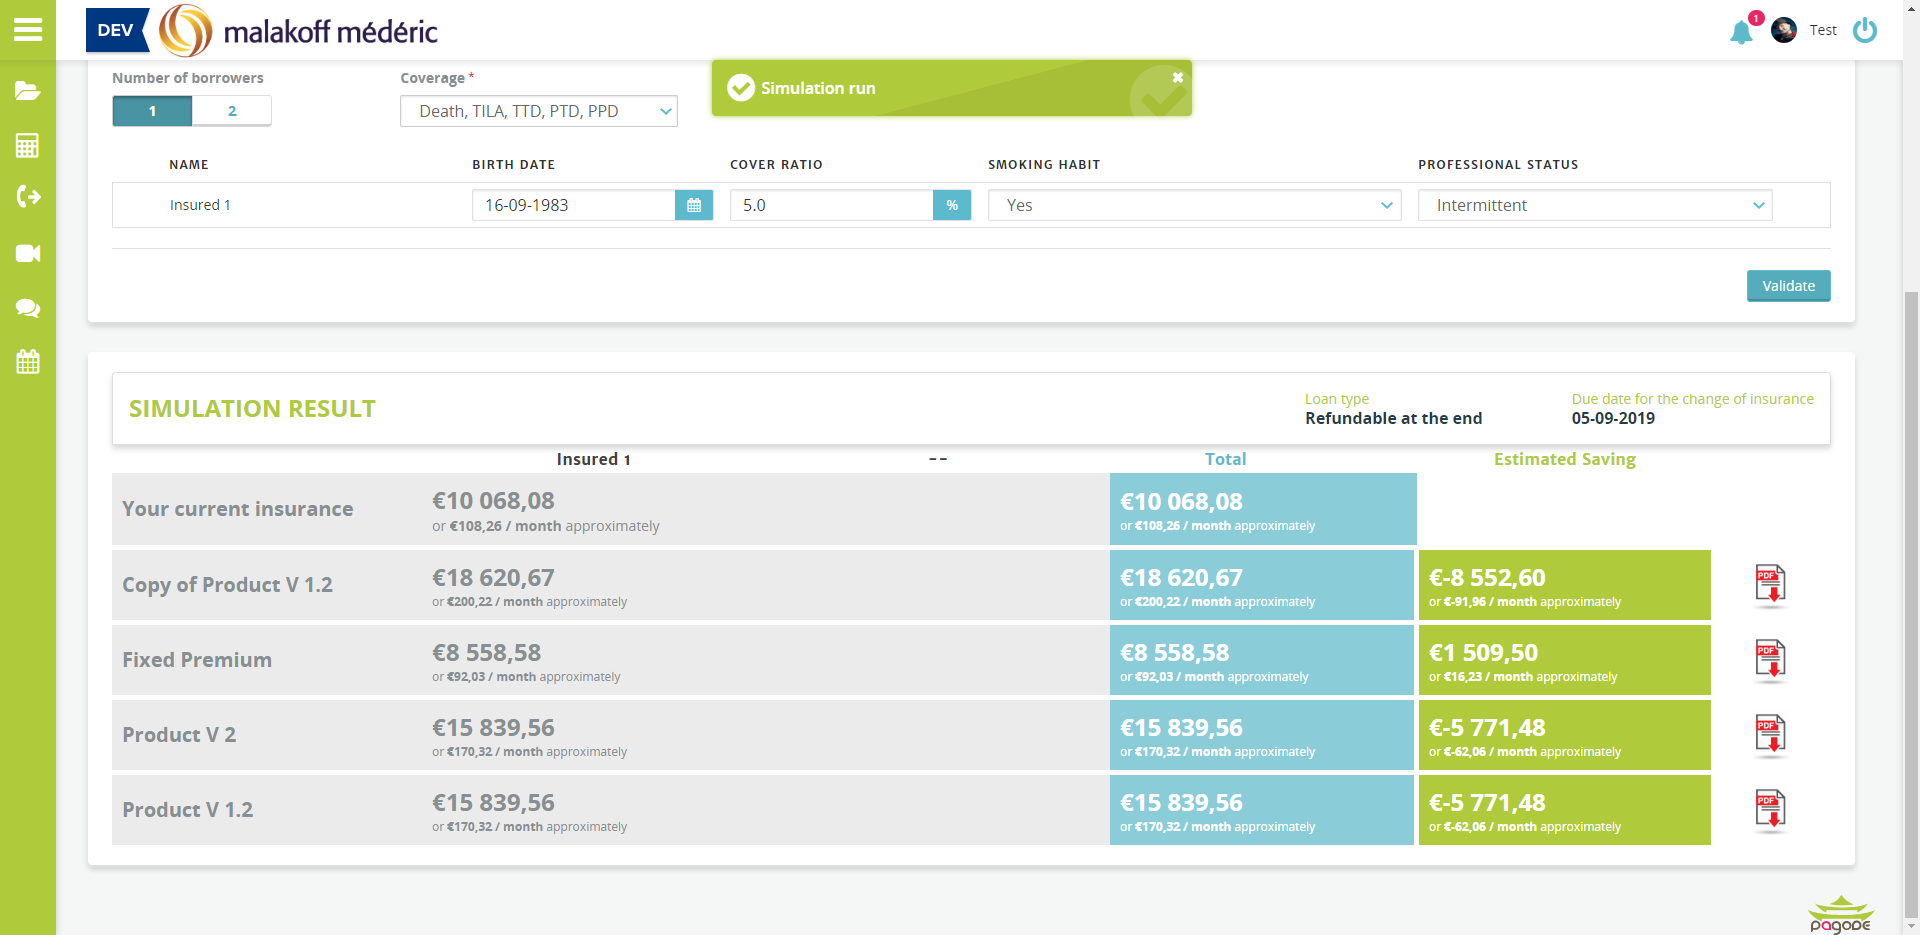 DEV
malakoff médéric
1
Test
Number of borrowers
1
2
Coverage *
Death, TILA, TTD, PTD, PPD
Simulation run
NAME
BIRTH DATE
COVER RATIO
SMOKING HABIT
PROFESSIONAL STATUS
Insured 1
16-09-1983
5.0
%
Yes
Intermittent
Validate
SIMULATION RESULT
Loan type
Refundable at the end
Due date for the change of insurance
05-09-2019
Insured 1
--
Total
Estimated Saving
Your current insurance
€10 068,08
or €108,26 / month approximately
€10 068,08
or €108,26 / month approximately
Copy of Product V 1.2
€18 620,67
or €200,22 / month approximately
€18 620,67
or €200,22 / month approximately
€-8 552,60
or €-91,96 / month approximately
PDF
Fixed Premium
€8 558,58
or €92,03 / month approximately
€8 558,58
or €92,03 / month approximately
€1 509,50
or €16,23 / month approximately
PDF
Product V 2
€15 839,56
or €170,32 / month approximately
€15 839,56
or €170,32 / month approximately
€-5 771,48
or €-62,06 / month approximately
PDF
Product V 1.2
€15 839,56
or €170,32 / month approximately
€15 839,56
or €170,32 / month approximately
€-5 771,48
or €-62,06 / month approximately
PDF
pagode